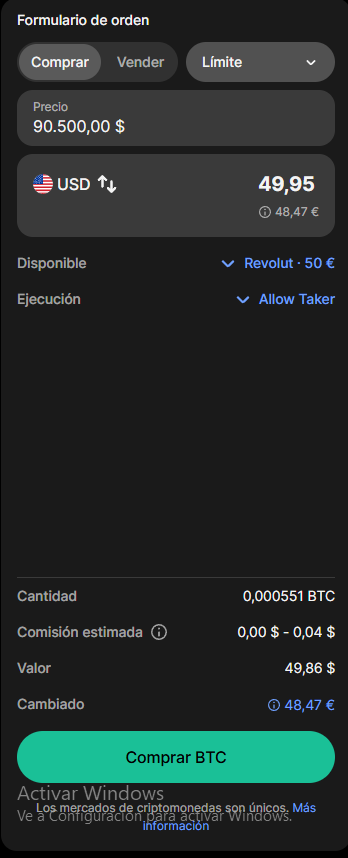 Formulario de orden
Comprar Vender Límite
Precio
90.500,00 $
USD 49,95
48,47 €
Disponible Revolut · 50 €
Ejecución Allow Taker
Cantidad 0,000551 BTC
Comisión estimada 0,00 $ - 0,04 $
Valor 49,86 $
Cambiado 48,47 €
Comprar BTC
Activar Windows
Los mercados de criptomonedas son únicos. Más
Ve a Configuración para activar Windows.
información